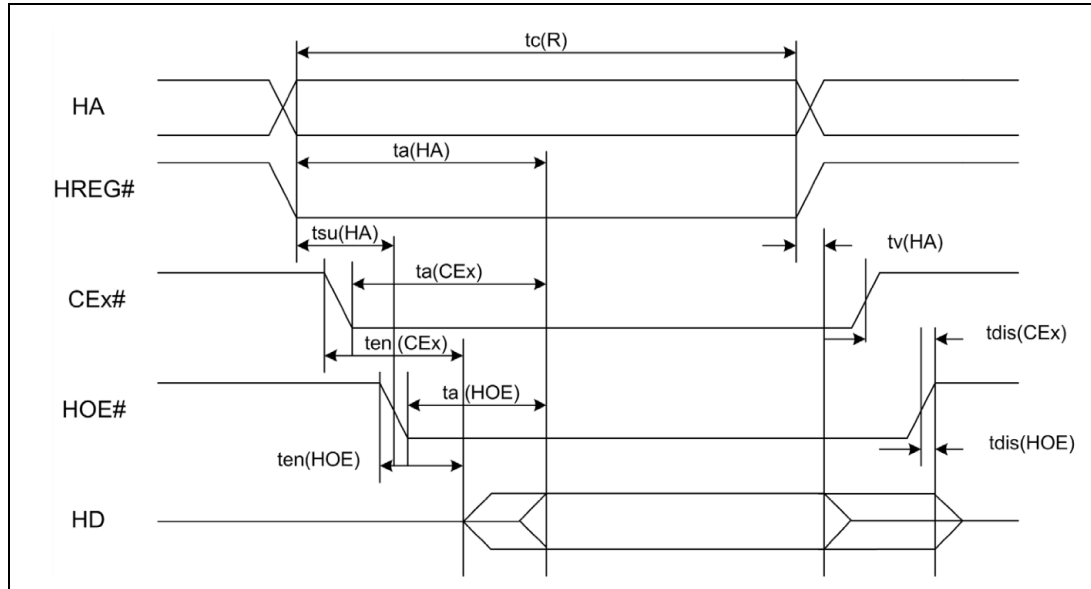 tc(R)
HA
ta(HA)
HREG#
tsu(HA)
tv(HA)
ta(CEx)
CEx#
ten (CEx)
tdis(CEx)
ta (HOE)
HOE#
ten(HOE)
tdis(HOE)
HD